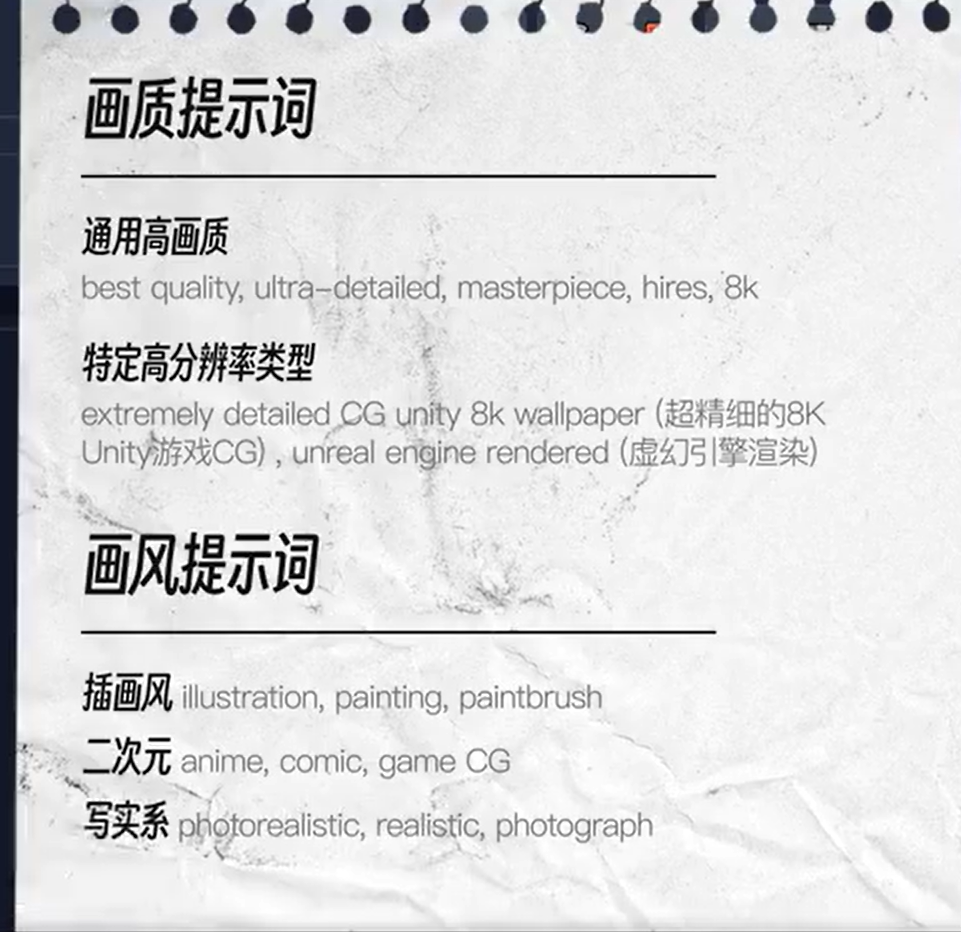 画质提示词
通用高画质
best quality, ultra-detailed, masterpiece, hires, 8k
特定高分辨率类型
extremely detailed CG unity 8k wallpaper (超精细的8K
Unity游戏CG) , unreal engine rendered (虚幻引擎渲染)
画风提示词
插画风 illustration, painting, paintbrush
二次元 anime, comic, game CG
写实系 photorealistic, realistic, photograph